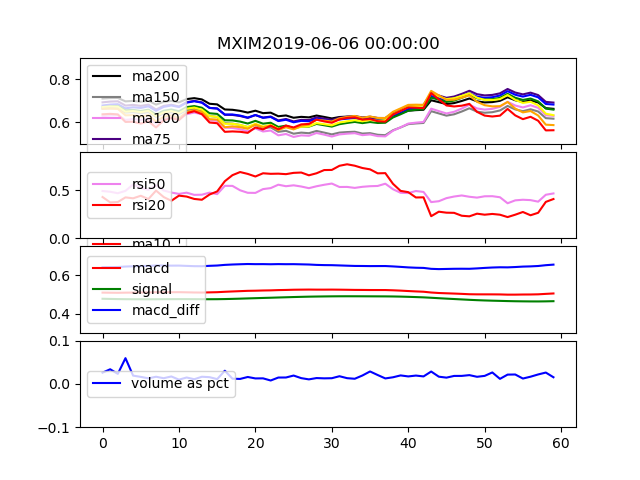 MXIM2019-06-06 00:00:00
0.8
0.6
ma200
ma150
ma100
ma75
0.5
0.0
rsi50
rsi20
ma10
0.6
0.4
macd
signal
macd_diff
0.1
0.0
−0.1
volume as pct
0 10 20 30 40 50 60